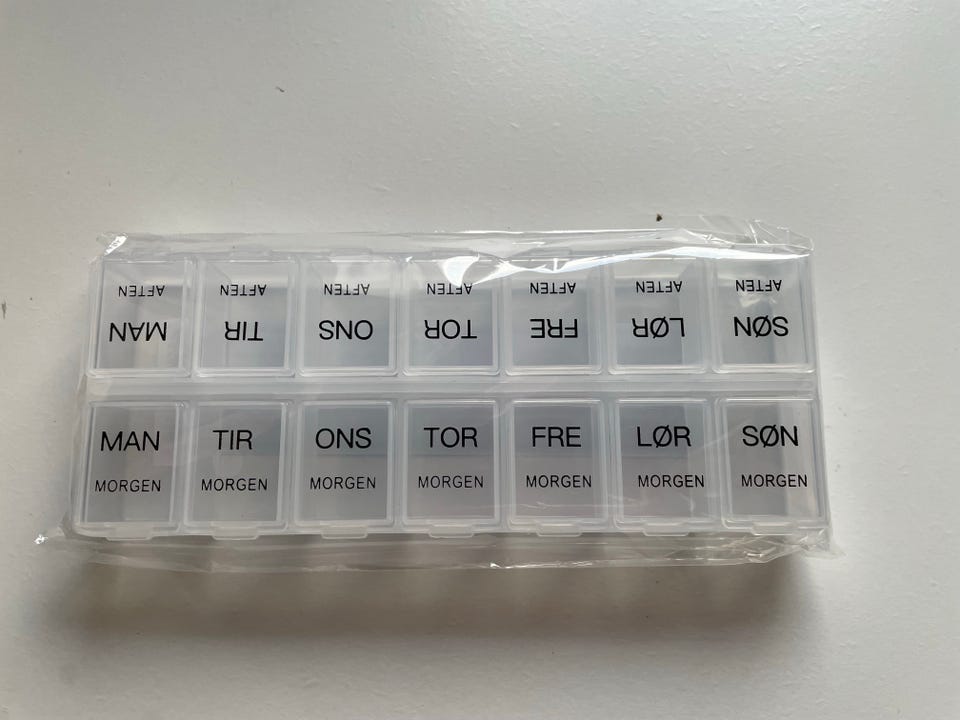 AFTEN AFTEN AFTEN AFTEN AFTEN AFTEN AFTEN
MAN TIR ONS TOR FRE LØR SØN
MAN TIR ONS TOR FRE LØR SØN
MORGEN MORGEN MORGEN MORGEN MORGEN MORGEN MORGEN